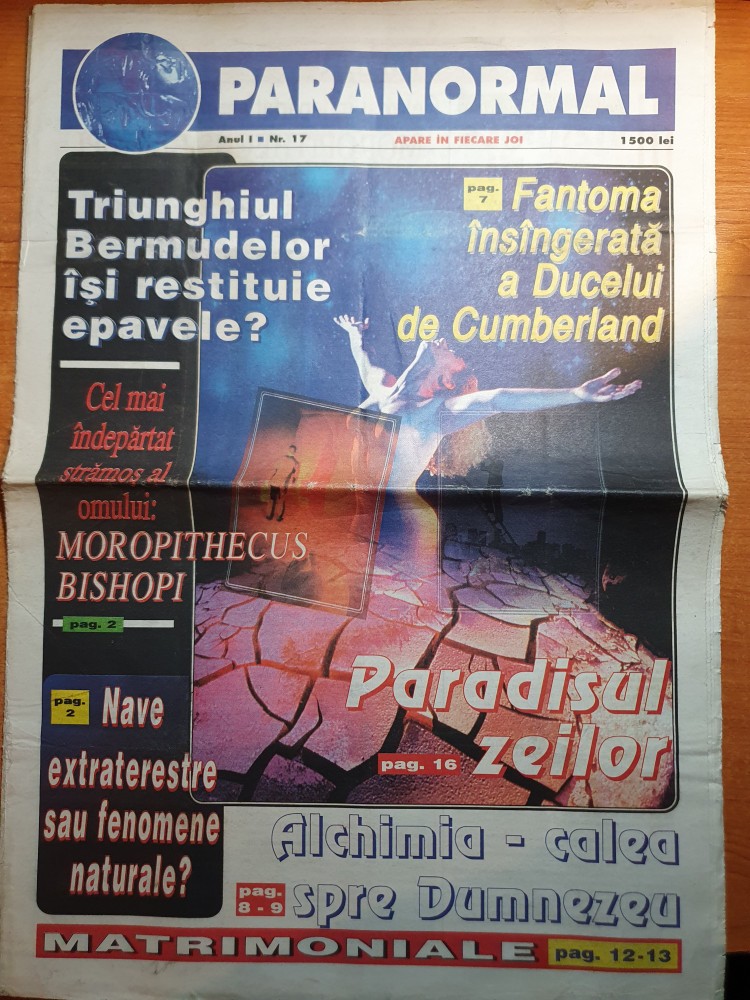 PARANORMAL
Anul I ■ Nr. 17 APARE ÎN FIECARE JOI 1500 lei
Triunghiul
Bermudelor
îşi restituie
epavele?
pag. 7 Fantoma
însîngerată
a Ducelui
de Cumberland
Cel mai
îndepărtat
strămoş al
omului:
MOROPITHECUS
BISHOPI
pag. 2
pag. 2 Nave
extraterestre
sau fenomene
naturale?
Paradisul
pag. 16 zeilor
Alchimia - calea
pag. 8 - 9 spre Dumnezeu
MATRIMONIALE pag. 12-13